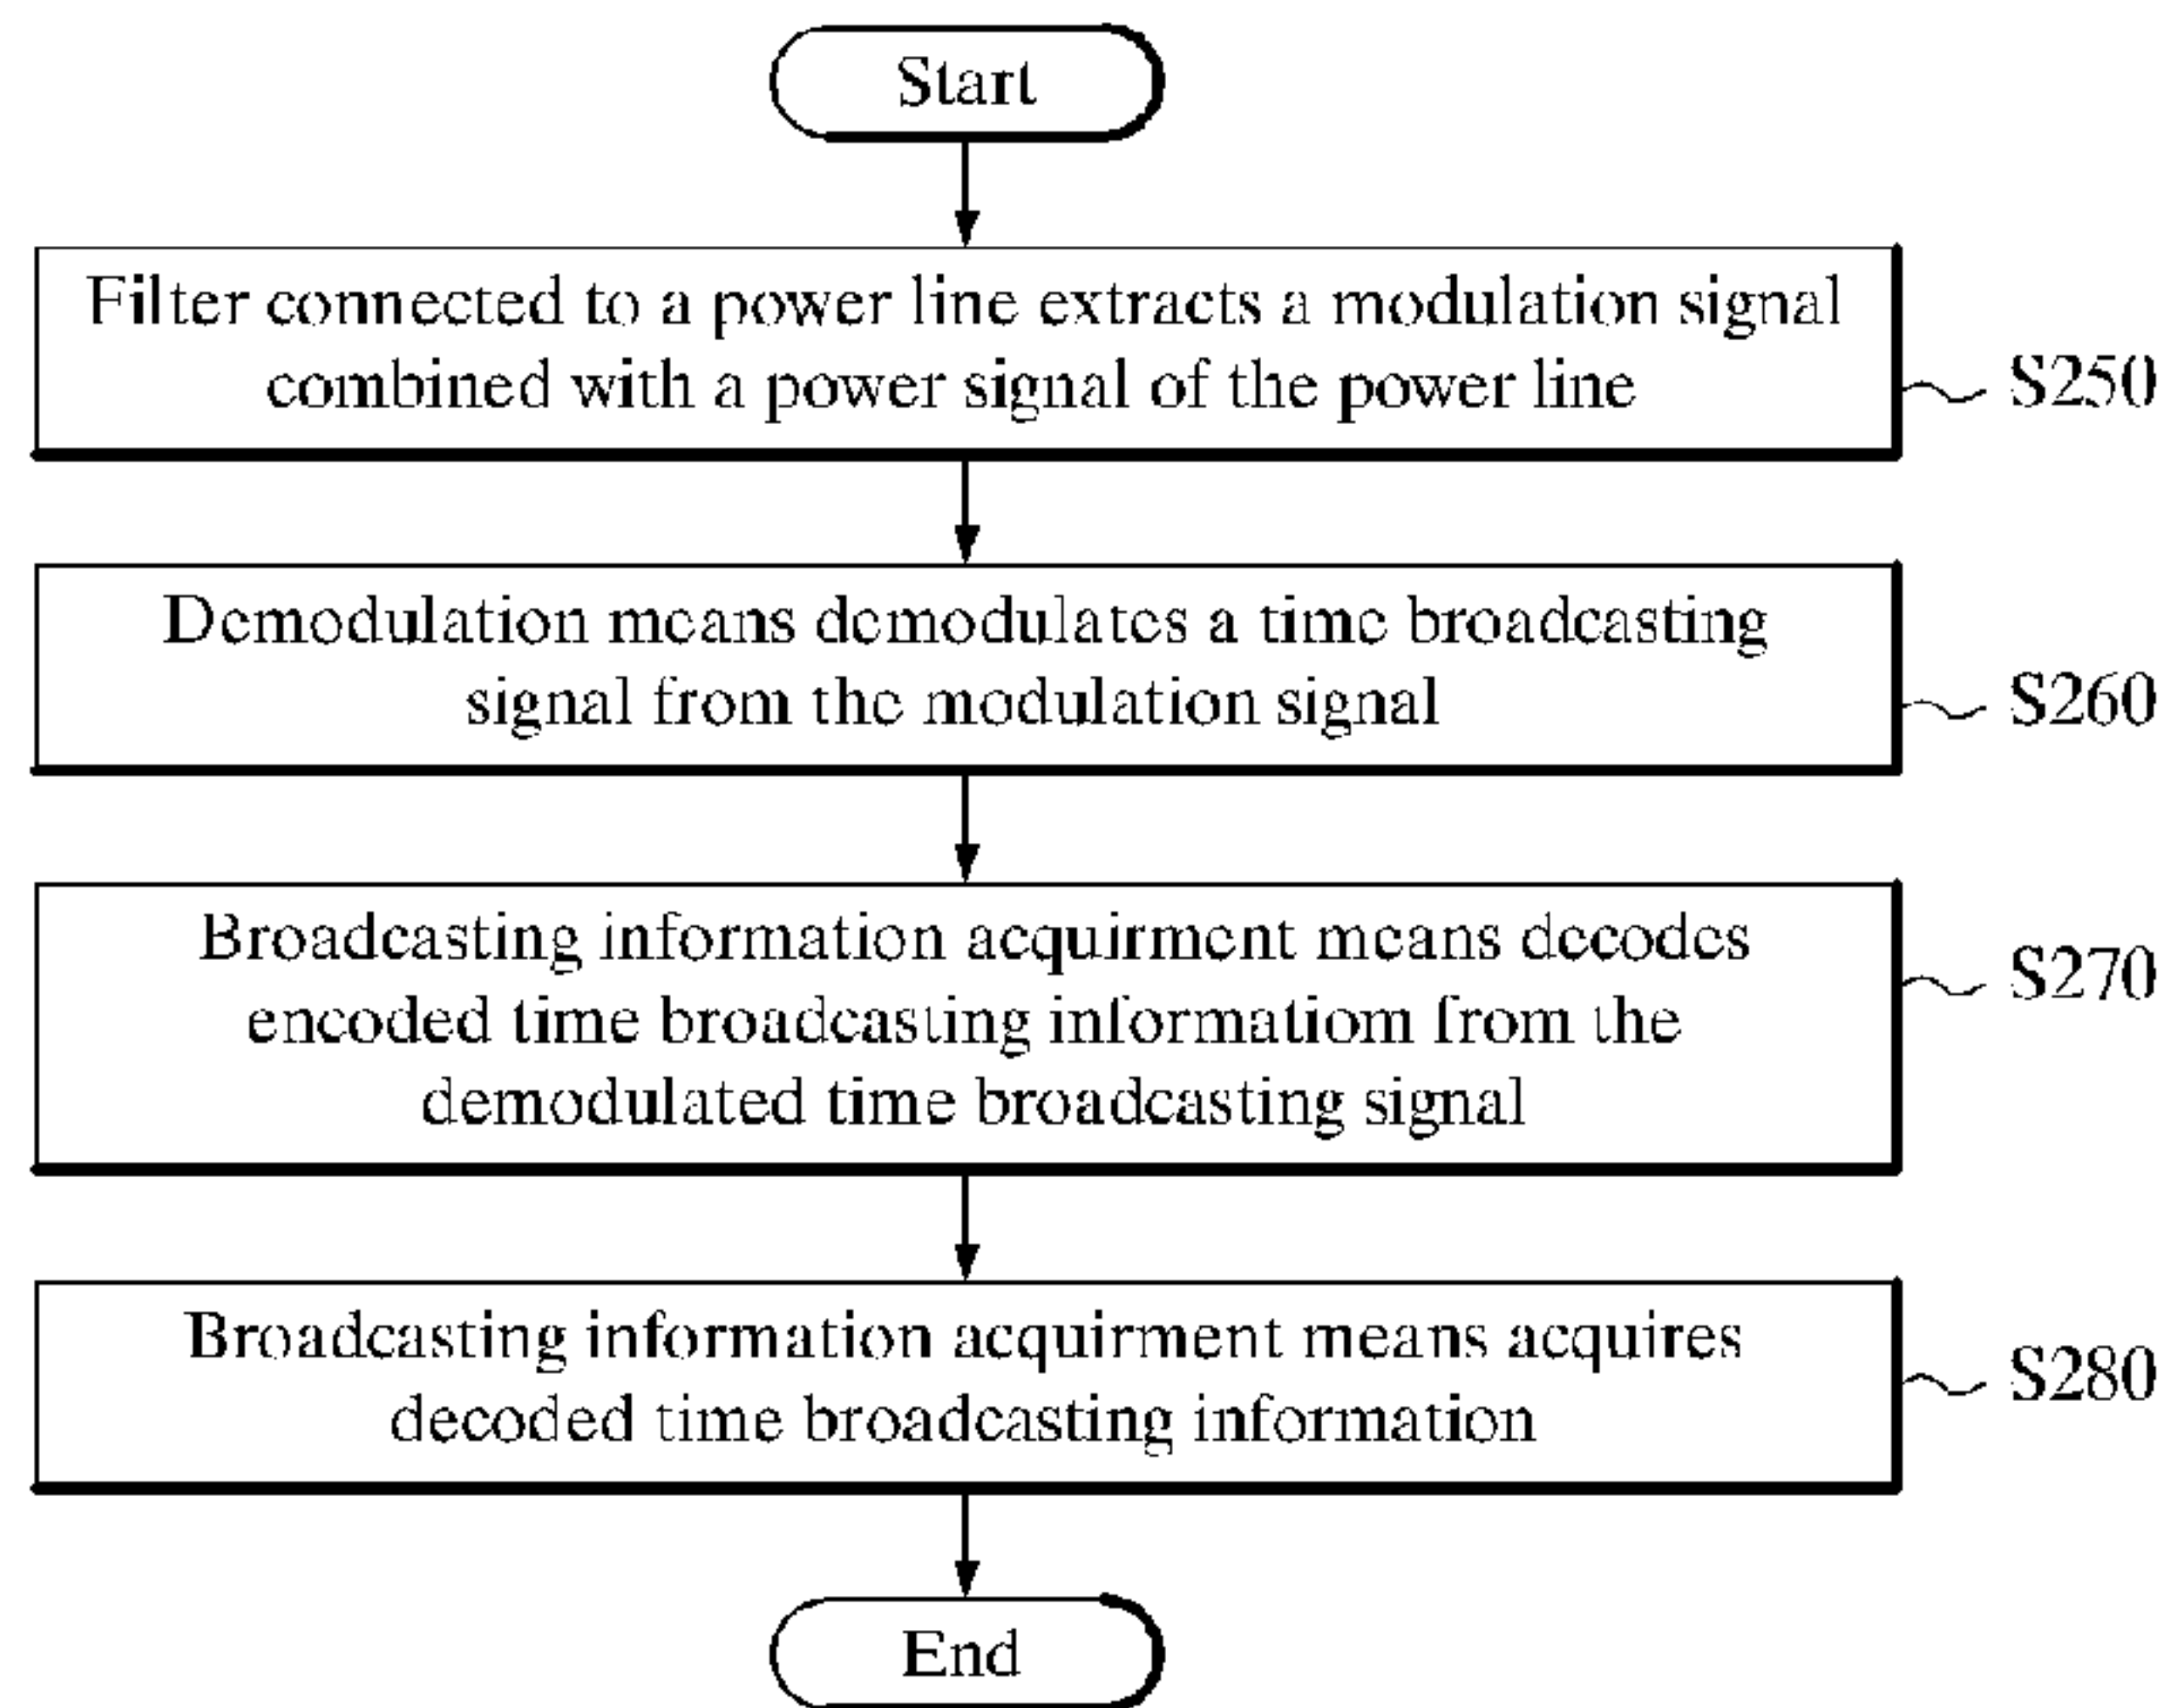 Start
Filter connected to a power line extracts a modulation signal
combined with a power signal of the power line
S250
Demodulation means demodulates a time broadcasting
signal from the modulation signal
S260
Broadcasting information acquirment means decodes
encoded time broadcasting informatiom from the
demodulated time broadcasting signal
S270
Broadcasting information acquirment means acquires
decoded time broadcasting information
S280
End